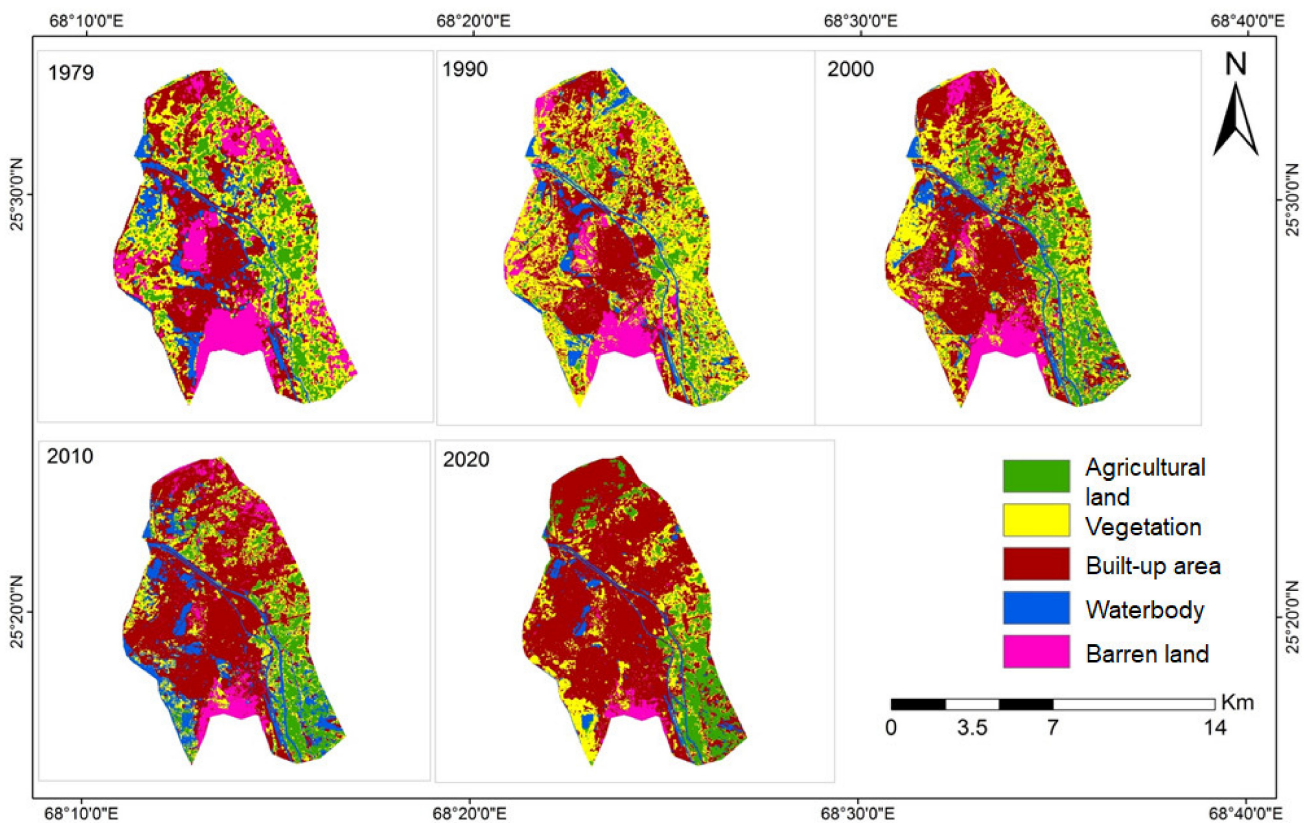 68°10'0"E 68°20'0"E 68°30'0"E 68°40'0"E
1979
1990
2000
N
25°30'0"N
25°30'0"N
2010
2020
Agricultural
land
Vegetation
Built-up area
Waterbody
Barren land
25°20'0"N
25°20'0"N
Km
0 3.5 7 14
68°10'0"E 68°20'0"E 68°30'0"E 68°40'0"E